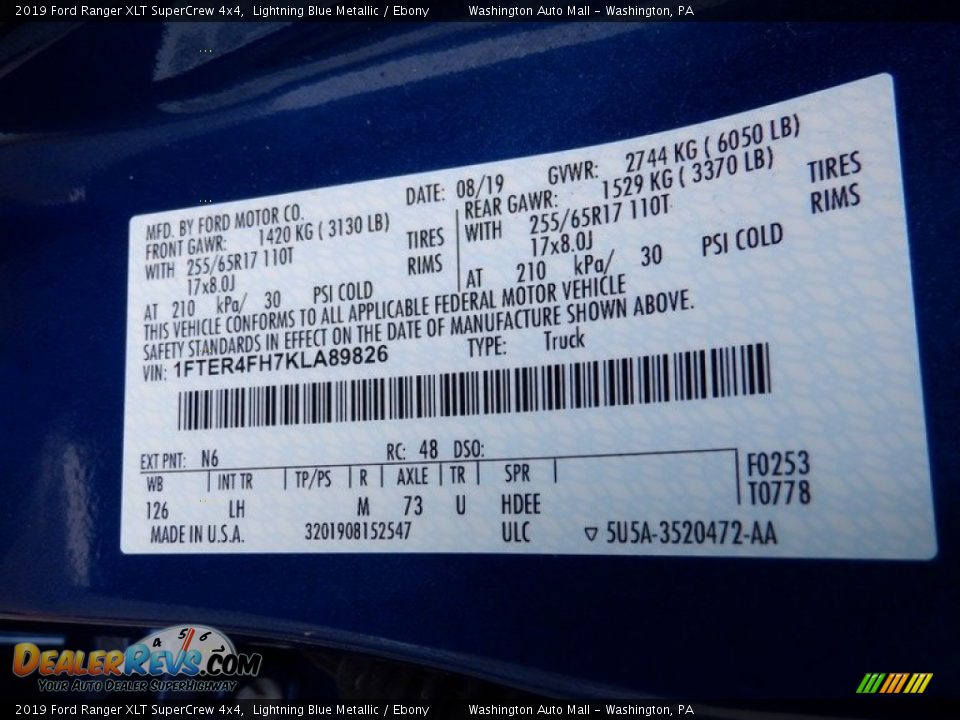 2019 Ford Ranger XLT SuperCrew 4x4, Lightning Blue Metallic / Ebony Washington Auto Mall - Washington, PA
MFD. BY FORD MOTOR CO. DATE: 08/19 GVWR: 2744 KG ( 6050 LB)
FRONT GAWR: 1420 KG ( 3130 LB) REAR GAWR: 1529 KG ( 3370 LB)
WITH 255/65R17 110T TIRES WITH 255/65R17 110T TIRES
17x8.0J RIMS 17x8.0J RIMS
AT 210 kPa/ 30 PSI COLD AT 210 kPa/ 30 PSI COLD
THIS VEHICLE CONFORMS TO ALL APPLICABLE FEDERAL MOTOR VEHICLE
SAFETY STANDARDS IN EFFECT ON THE DATE OF MANUFACTURE SHOWN ABOVE.
VIN: 1FTER4FH7KLA89826 TYPE: Truck
EXT PNT: N6 RC: 48 DSO:
WB INT TR TP/PS R AXLE TR SPR F0253
126 LH M 73 U HDEE T0778
MADE IN U.S.A. 3201908152547 ULC 5U5A-3520472-AA
4 5 6
DEALERREVS.COM
YOUR AUTO DEALER SUPERHIGHWAY
2019 Ford Ranger XLT SuperCrew 4x4, Lightning Blue Metallic / Ebony Washington Auto Mall - Washington, PA